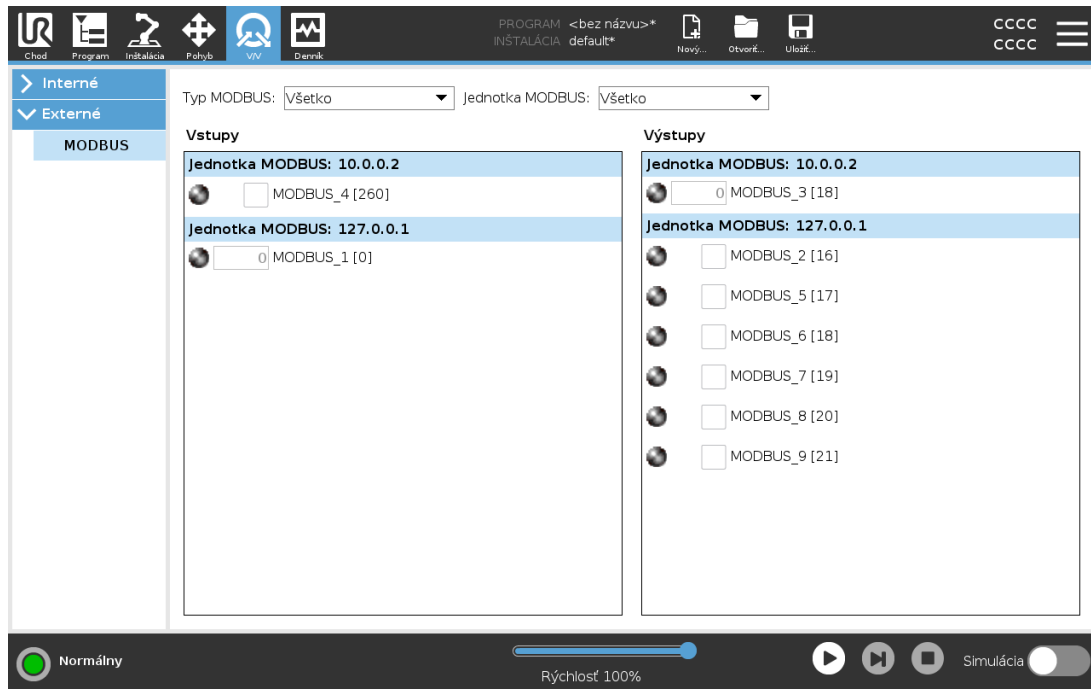 PROGRAM <bez názvu>*
INŠTALÁCIA default*
Chod Program Inštalácia Pohyb V/V Denník Nový... Otvoriť... Uložiť...
CCCC
CCCC
Interné
Externé
MODBUS
Typ MODBUS: Všetko Jednotka MODBUS: Všetko
Vstupy
Jednotka MODBUS: 10.0.0.2
MODBUS_4 [260]
Jednotka MODBUS: 127.0.0.1
0 MODBUS_1 [0]
Výstupy
Jednotka MODBUS: 10.0.0.2
0 MODBUS_3 [18]
Jednotka MODBUS: 127.0.0.1
MODBUS_2 [16]
MODBUS_5 [17]
MODBUS_6 [18]
MODBUS_7 [19]
MODBUS_8 [20]
MODBUS_9 [21]
Normálny
Rýchlosť 100%
Simulácia